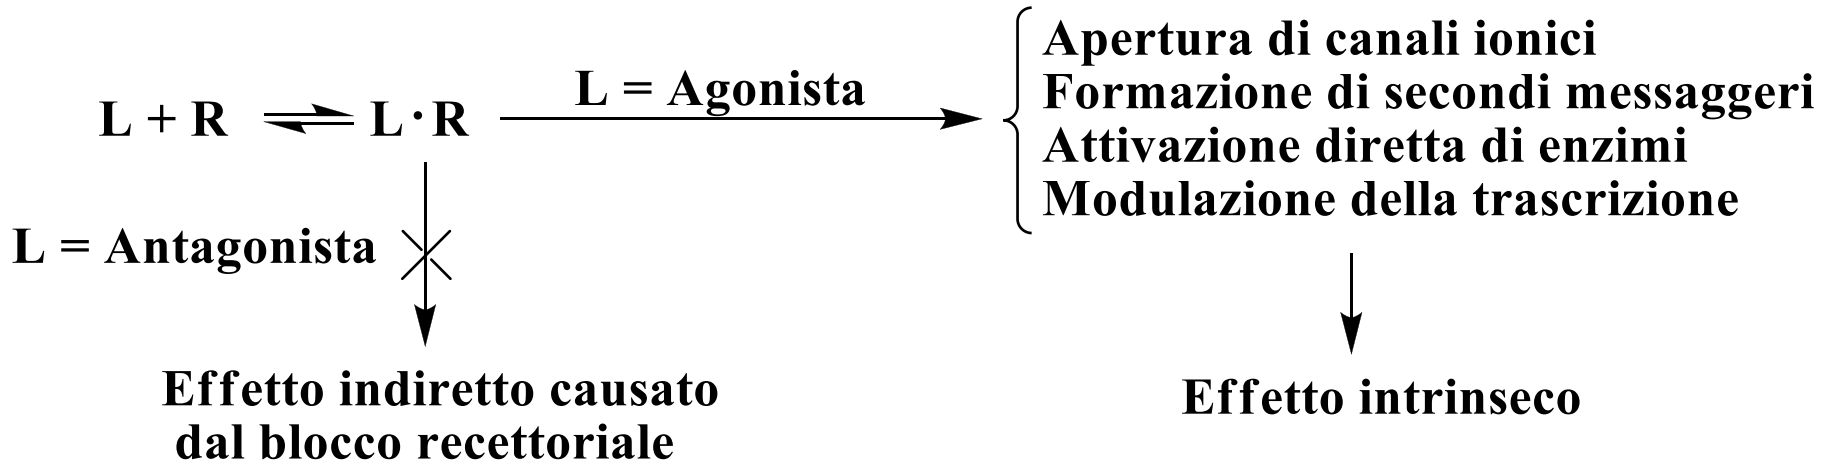 L + R ⇌ L · R
L = Agonista
Apertura di canali ionici
Formazione di secondi messaggeri
Attivazione diretta di enzimi
Modulazione della trascrizione
L = Antagonista
Effetto indiretto causato
dal blocco recettoriale
Effetto intrinseco